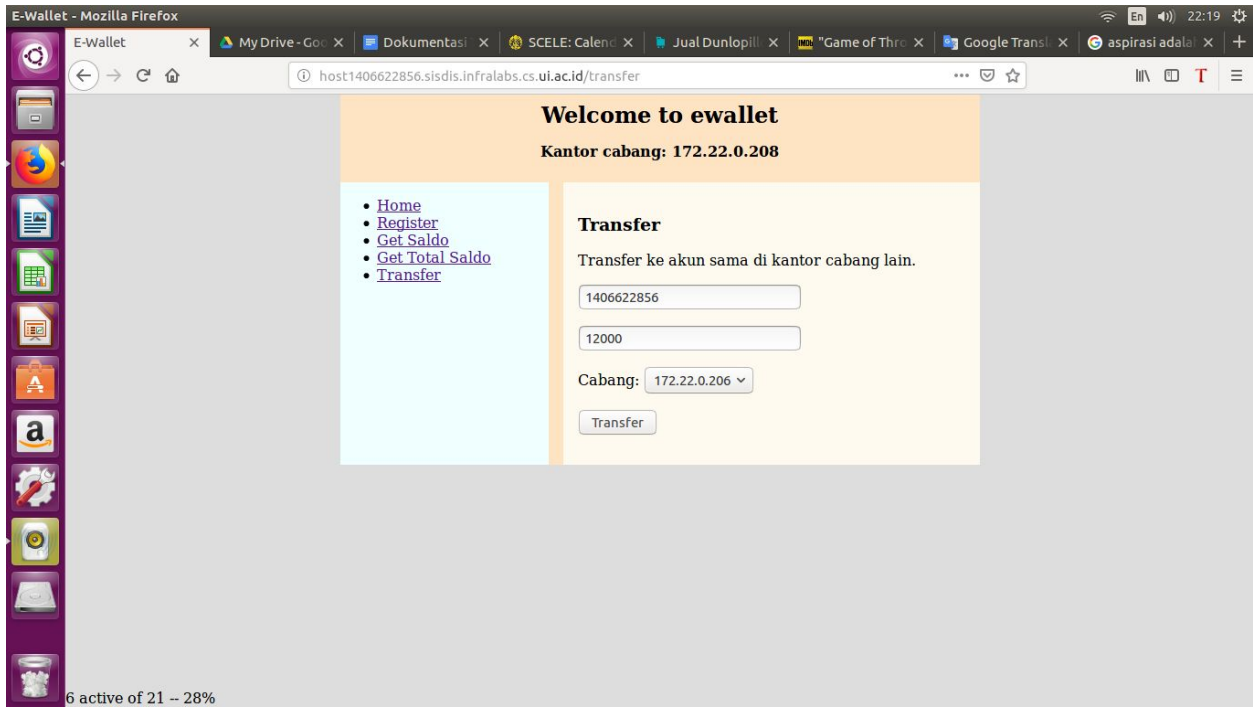 E-Wallet - Mozilla Firefox
En
22:19
E-Wallet
My Drive - Goo
Dokumentasi
SCELE: Calend
Jual Dunlopill
IMDb "Game of Thro
Google Transl
aspirasi adalah
host1406622856.sisdis.infralabs.cs.ui.ac.id/transfer
Welcome to ewallet
Kantor cabang: 172.22.0.208
Home
Register
Get Saldo
Get Total Saldo
Transfer
Transfer
Transfer ke akun sama di kantor cabang lain.
1406622856
12000
Cabang: 172.22.0.206
Transfer
6 active of 21 -- 28%